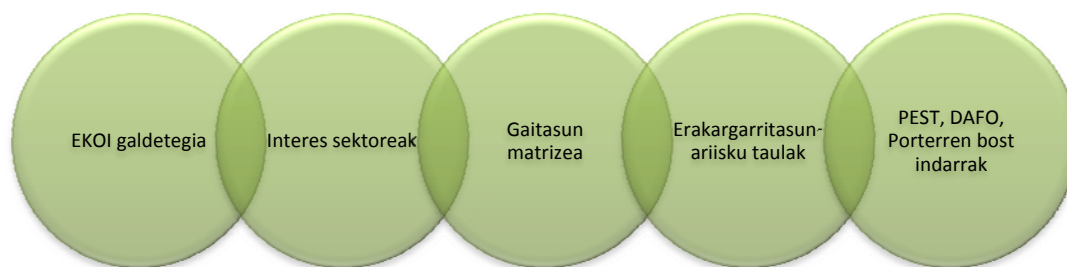 EKOI galdetegia
Interes sektoreak
Gaitasun
matrizea
Erakargarritasun-
ariisku taulak
PEST, DAFO,
Porterren bost
indarrak